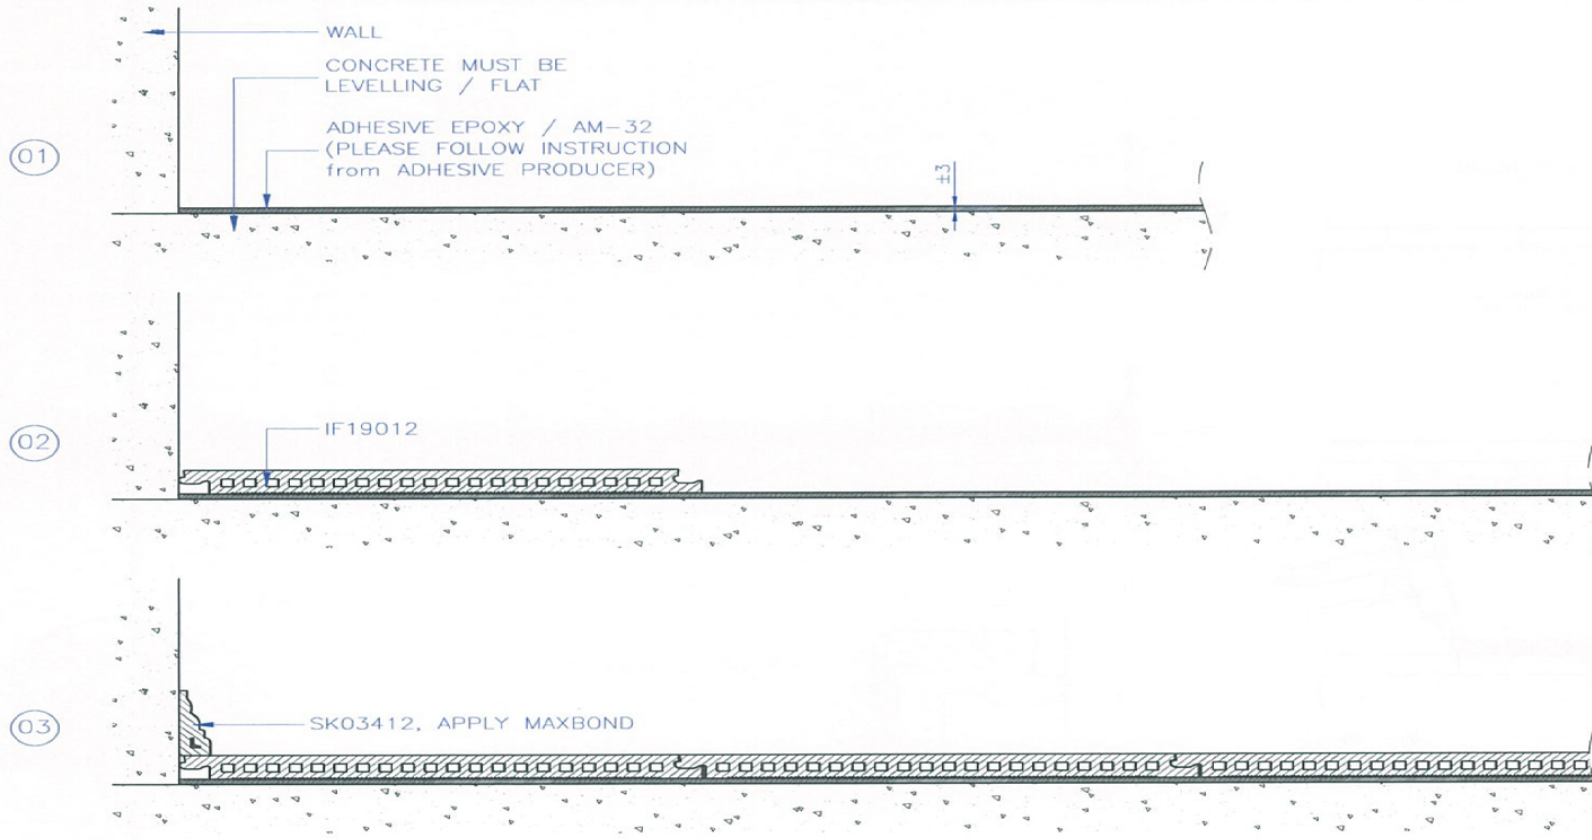 01
WALL
CONCRETE MUST BE
LEVELLING / FLAT
ADHESIVE EPOXY / AM-32
(PLEASE FOLLOW INSTRUCTION
from ADHESIVE PRODUCER)
±3
02
IF19012
03
SK03412, APPLY MAXBOND